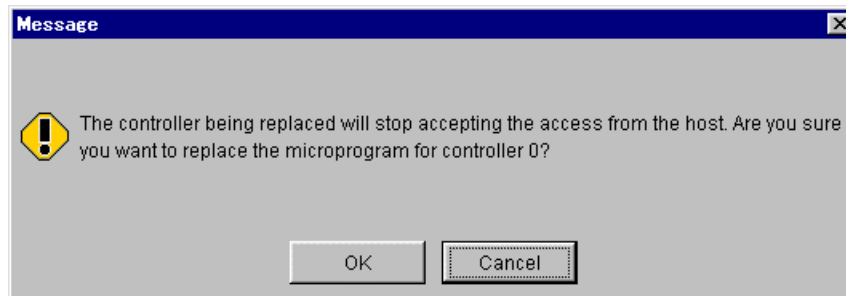 Message
The controller being replaced will stop accepting the access from the host. Are you sure
you want to replace the microprogram for controller 0?
OK
Cancel